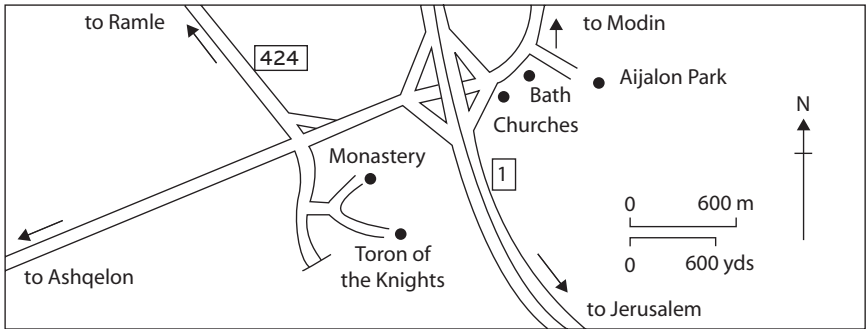 to Ramle
424
to Modin
Aijalon Park
Bath
Churches
N
Monastery
1
0 600 m
0 600 yds
Toron of
the Knights
to Ashqelon
to Jerusalem